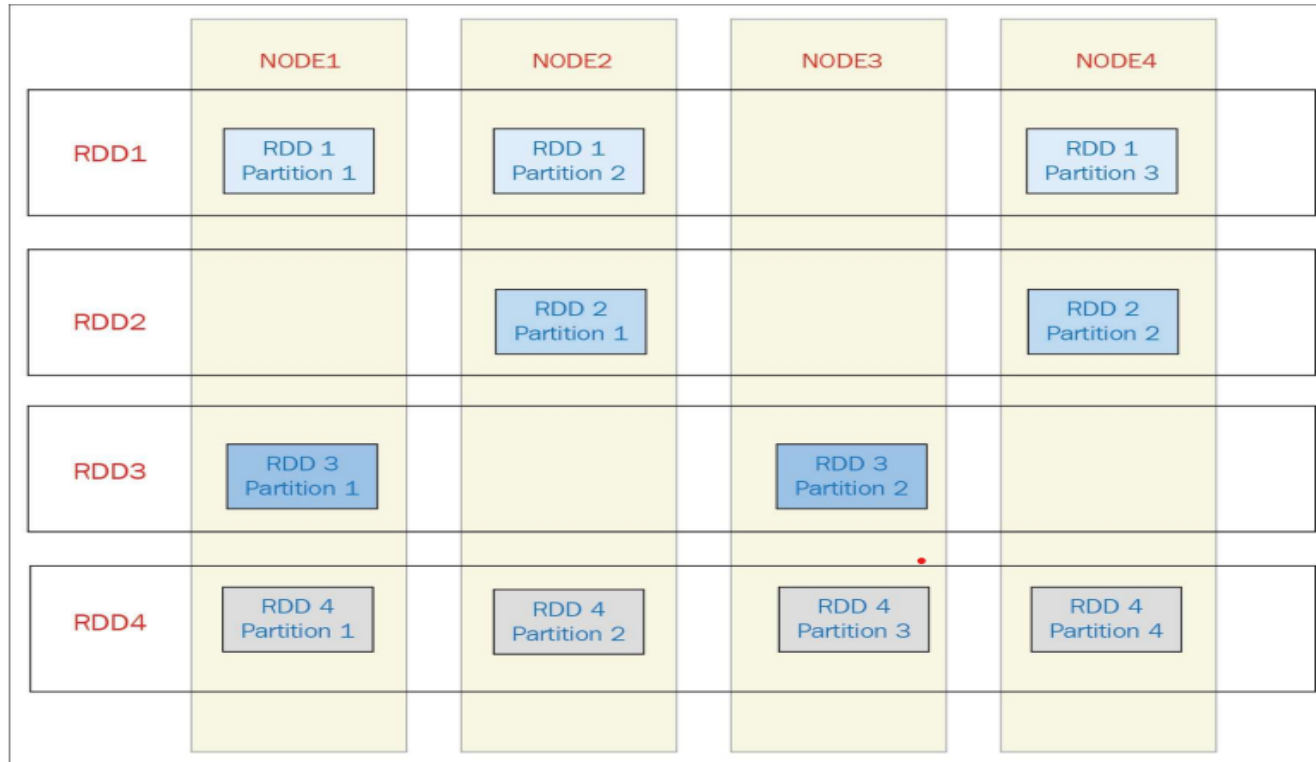 NODE1
NODE2
NODE3
NODE4
RDD1
RDD 1
Partition 1
RDD 1
Partition 2
RDD 1
Partition 3
RDD2
RDD 2
Partition 1
RDD 2
Partition 2
RDD3
RDD 3
Partition 1
RDD 3
Partition 2
RDD4
RDD 4
Partition 1
RDD 4
Partition 2
RDD 4
Partition 3
RDD 4
Partition 4